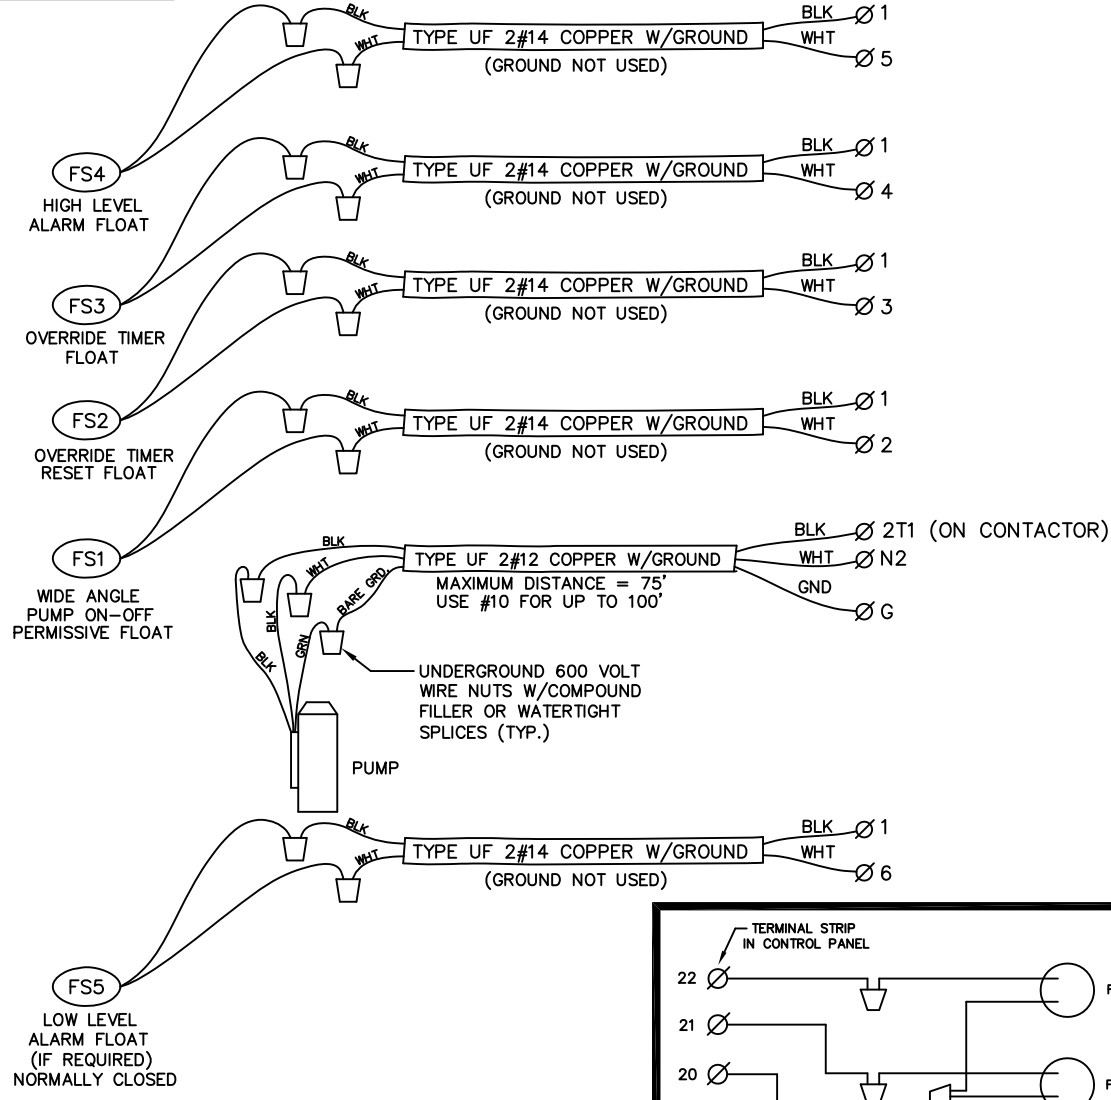 BLK
WHT
TYPE UF 2#14 COPPER W/GROUND
(GROUND NOT USED)
BLK
1
WHT
5
FS4
HIGH LEVEL
ALARM FLOAT
BLK
WHT
TYPE UF 2#14 COPPER W/GROUND
(GROUND NOT USED)
BLK
1
WHT
4
FS3
OVERRIDE TIMER
FLOAT
BLK
WHT
TYPE UF 2#14 COPPER W/GROUND
(GROUND NOT USED)
BLK
1
WHT
3
FS2
OVERRIDE TIMER
RESET FLOAT
BLK
WHT
TYPE UF 2#14 COPPER W/GROUND
(GROUND NOT USED)
BLK
1
WHT
2
FS1
WIDE ANGLE
PUMP ON-OFF
PERMISSIVE FLOAT
BLK
WHT
BARE GRD.
BLK
GRN
BLK
TYPE UF 2#12 COPPER W/GROUND
MAXIMUM DISTANCE = 75'
USE #10 FOR UP TO 100'
BLK
2T1 (ON CONTACTOR)
WHT
N2
GND
G
UNDERGROUND 600 VOLT
WIRE NUTS W/COMPOUND
FILLER OR WATERTIGHT
SPLICES (TYP.)
PUMP
BLK
WHT
TYPE UF 2#14 COPPER W/GROUND
(GROUND NOT USED)
BLK
1
WHT
6
FS5
LOW LEVEL
ALARM FLOAT
(IF REQUIRED)
NORMALLY CLOSED
TERMINAL STRIP
IN CONTROL PANEL
22
21
20